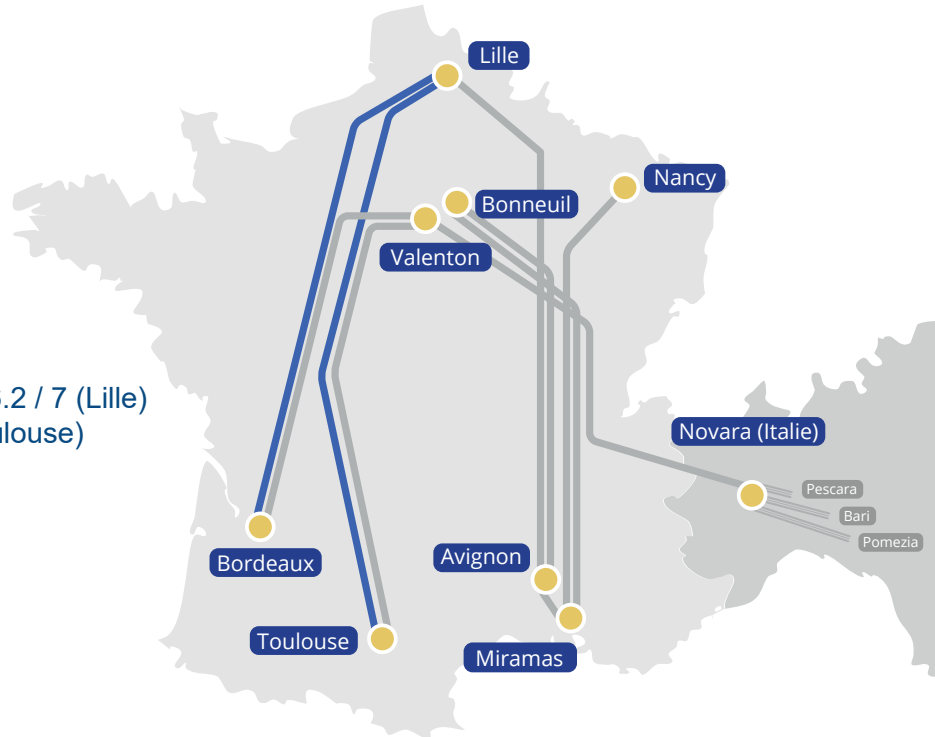 Lille
Nancy
Bonneuil
Valenton
.2 / 7 (Lille)
ulouse)
Novara (Italie)
Pescara
Bari
Pomezia
Avignon
Bordeaux
Toulouse
Miramas